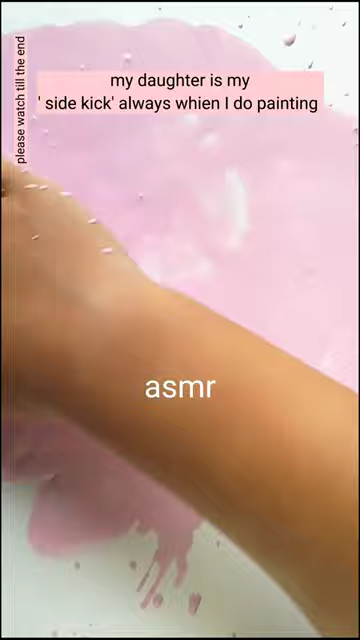 please watch till the end
my daughter is my
' side kick' always whien I do painting
asmr